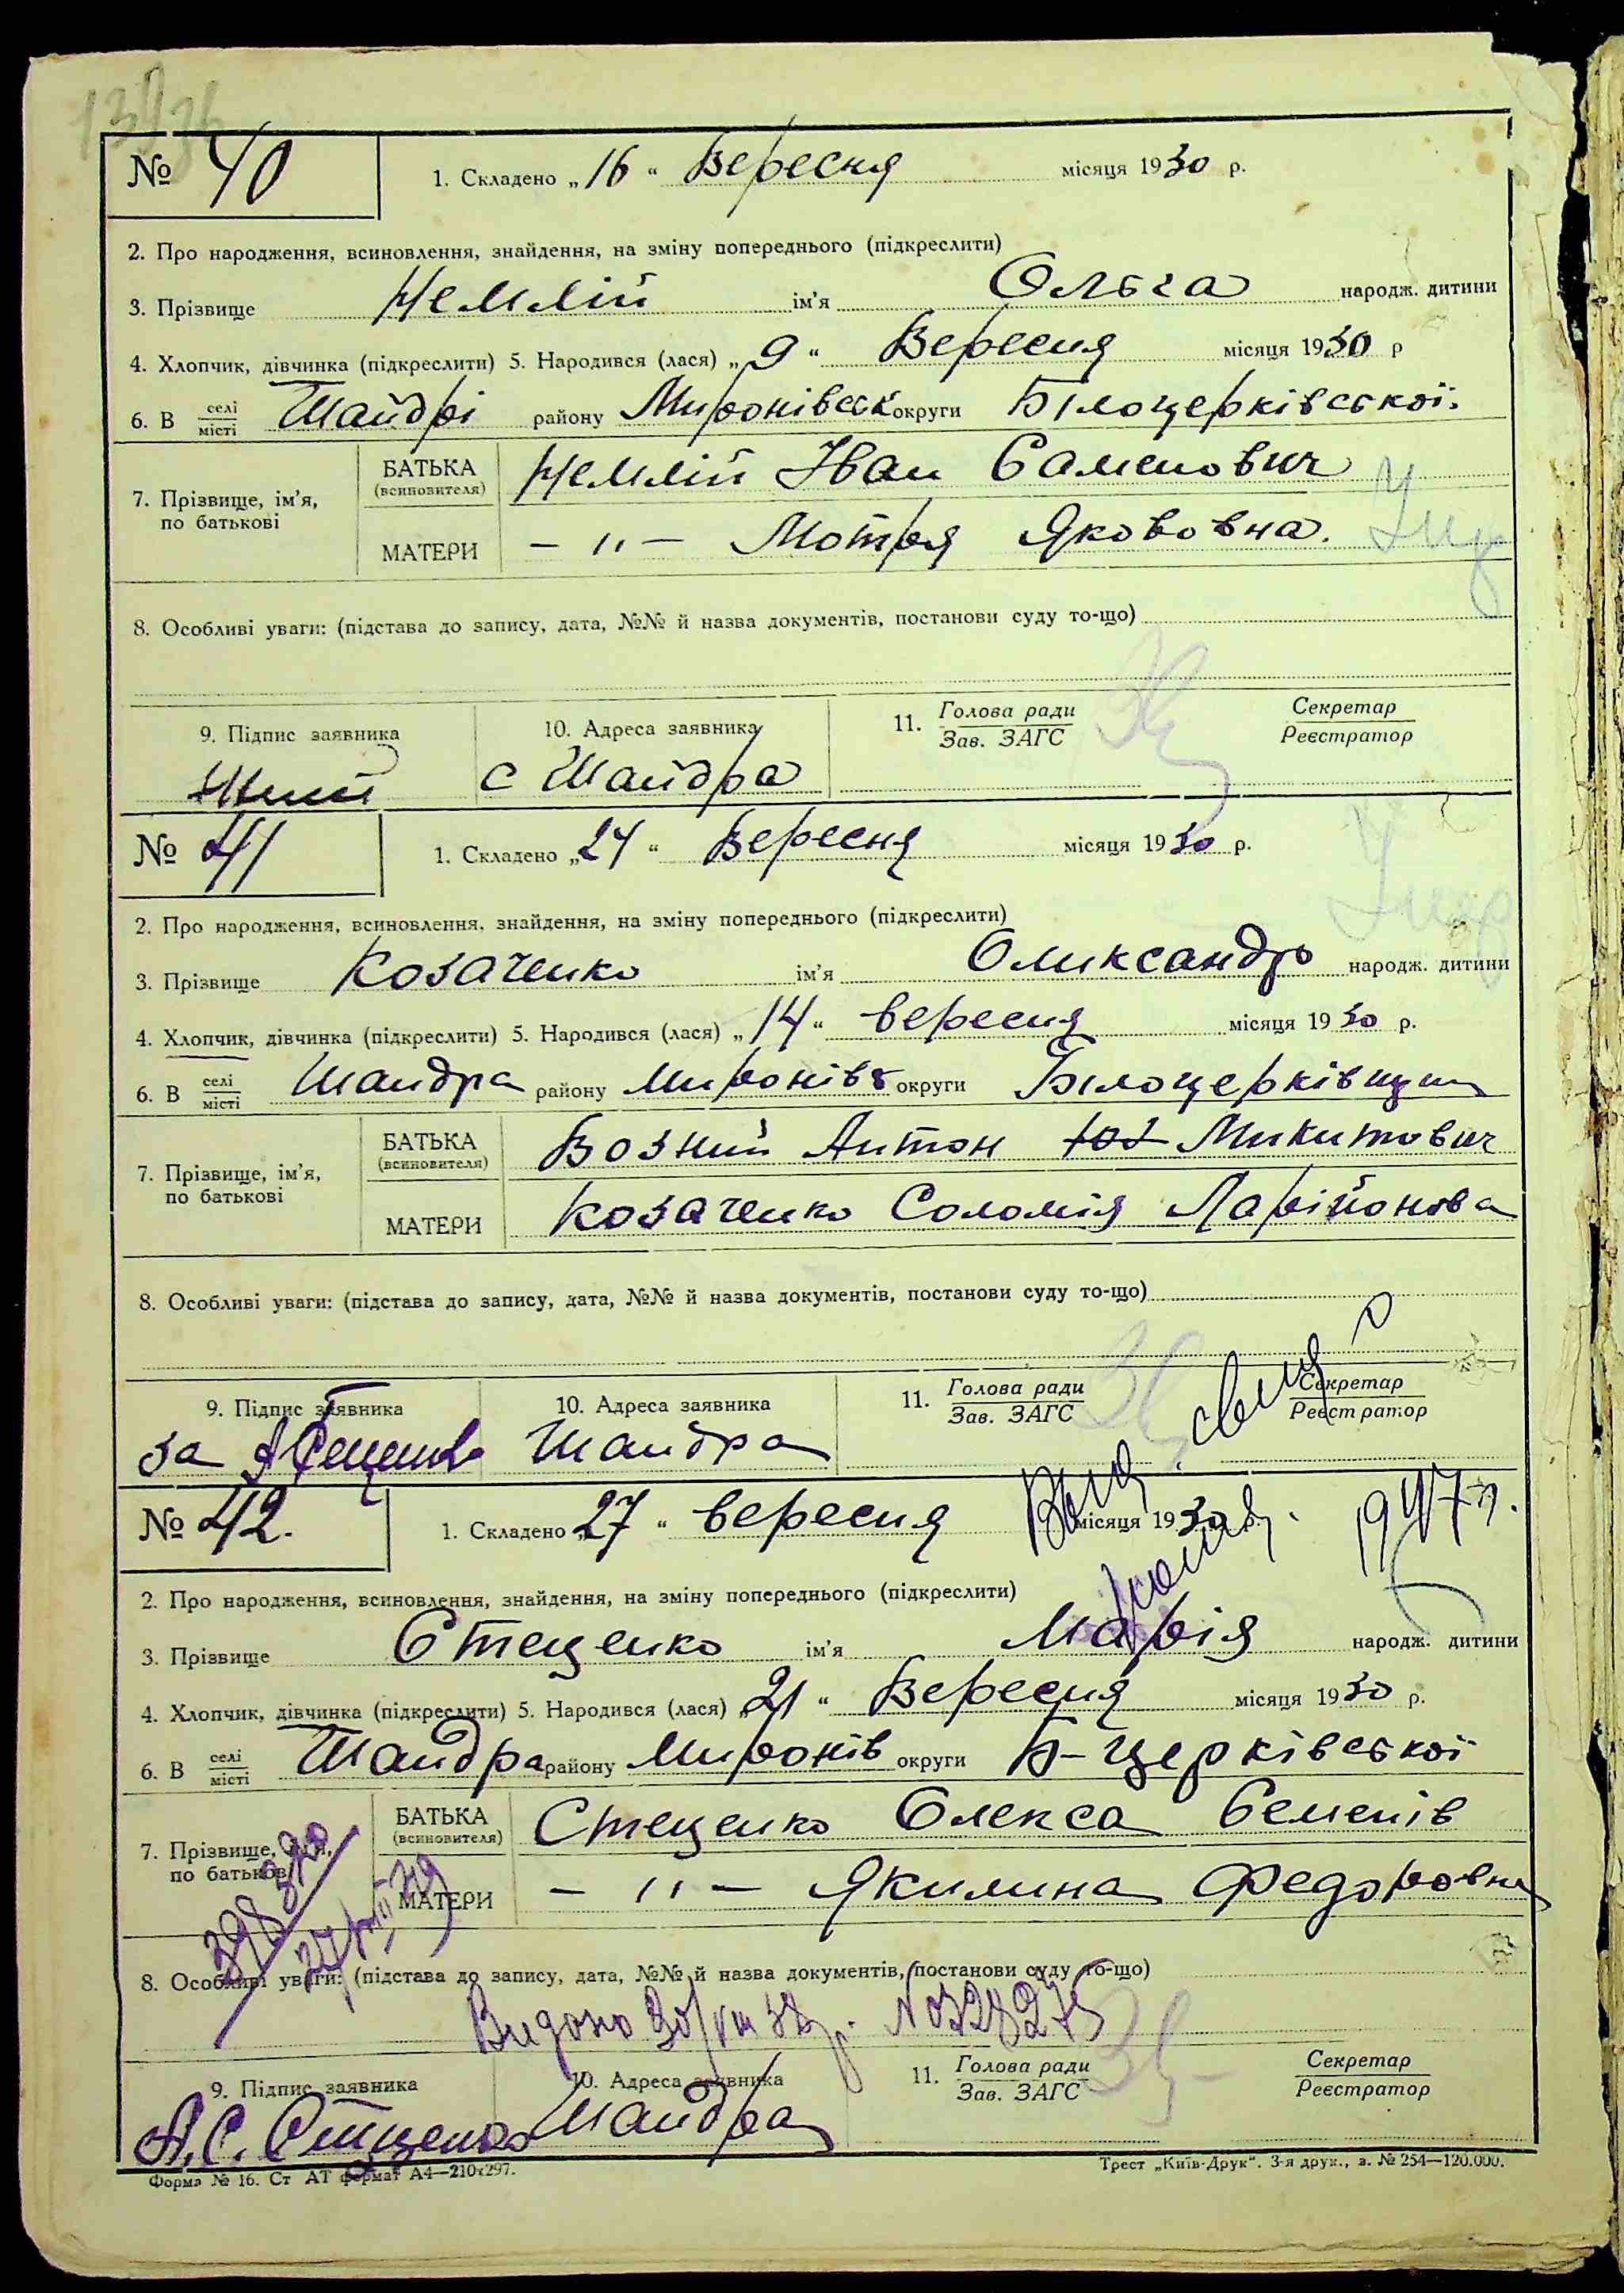 № 40
1. Складено „16“ Вересня місяця 1930 р.
2. Про народження, всиновлення, знайдення, на зміну попереднього (підкреслити)
3. Прізвище Чемлій ім'я Ольга народж. дитини
4. Хлопчик, дівчинка (підкреслити) 5. Народився (лася) „9“ Вересня місяця 1930 р
6. В селі місті Шандрі району Миронівськ округи Білоцерківської.
7. Прізвище, ім'я, по батькові
БАТЬКА (всиновителя) Чемлій Іван Саменович
МАТЕРИ — " — Мотря Якововна.
8. Особливі уваги: (підстава до запису, дата, №№ й назва документів, постанови суду то-що)
9. Підпис заявника
10. Адреса заявника
11. Голова ради Зав. ЗАГС
Секретар Реєстратор
с Шандра
№ 41
1. Складено „24“ Вересня місяця 1930 р.
2. Про народження, всиновлення, знайдення, на зміну попереднього (підкреслити)
3. Прізвище Козаченко ім'я Олександр народж. дитини
4. Хлопчик, дівчинка (підкреслити) 5. Народився (лася) „14“ вересня місяця 1930 р.
6. В селі місті Шандра району Миронівс округи Білоцерківщин
7. Прізвище, ім'я, по батькові
БАТЬКА (всиновителя) Возний Антон Микитович
МАТЕРИ Козаченко Соломія Ларійонова
8. Особливі уваги: (підстава до запису, дата, №№ й назва документів, постанови суду то-що)
9. Підпис заявника
10. Адреса заявника
11. Голова ради Зав. ЗАГС
Секретар Реєстратор
за Шандра
№ 42.
1. Складено „27“ вересня місяця 1930 р.
1947 р.
2. Про народження, всиновлення, знайдення, на зміну попереднього (підкреслити)
3. Прізвище Стеценко ім'я Марія народж. дитини
4. Хлопчик, дівчинка (підкреслити) 5. Народився (лася) „21“ Вересня місяця 1930 р.
6. В селі місті Шандра району Миронів округи Б-Церківської
7. Прізвище, ім'я, по батькові
БАТЬКА (всиновителя) Стеценко Олекса Семенів
МАТЕРИ — " — Якилина Федоровна
8. Особливі уваги: (підстава до запису, дата, №№ й назва документів, постанови суду то-що)
Видано
9. Підпис заявника
10. Адреса заявника
11. Голова ради Зав. ЗАГС
Секретар Реєстратор
А. С. Стиценко Шандра
Форма № 16. Ст АТ формат А4—210х297.
Трест „Київ-Друк“. 3-я друк., з. № 254—120.000.